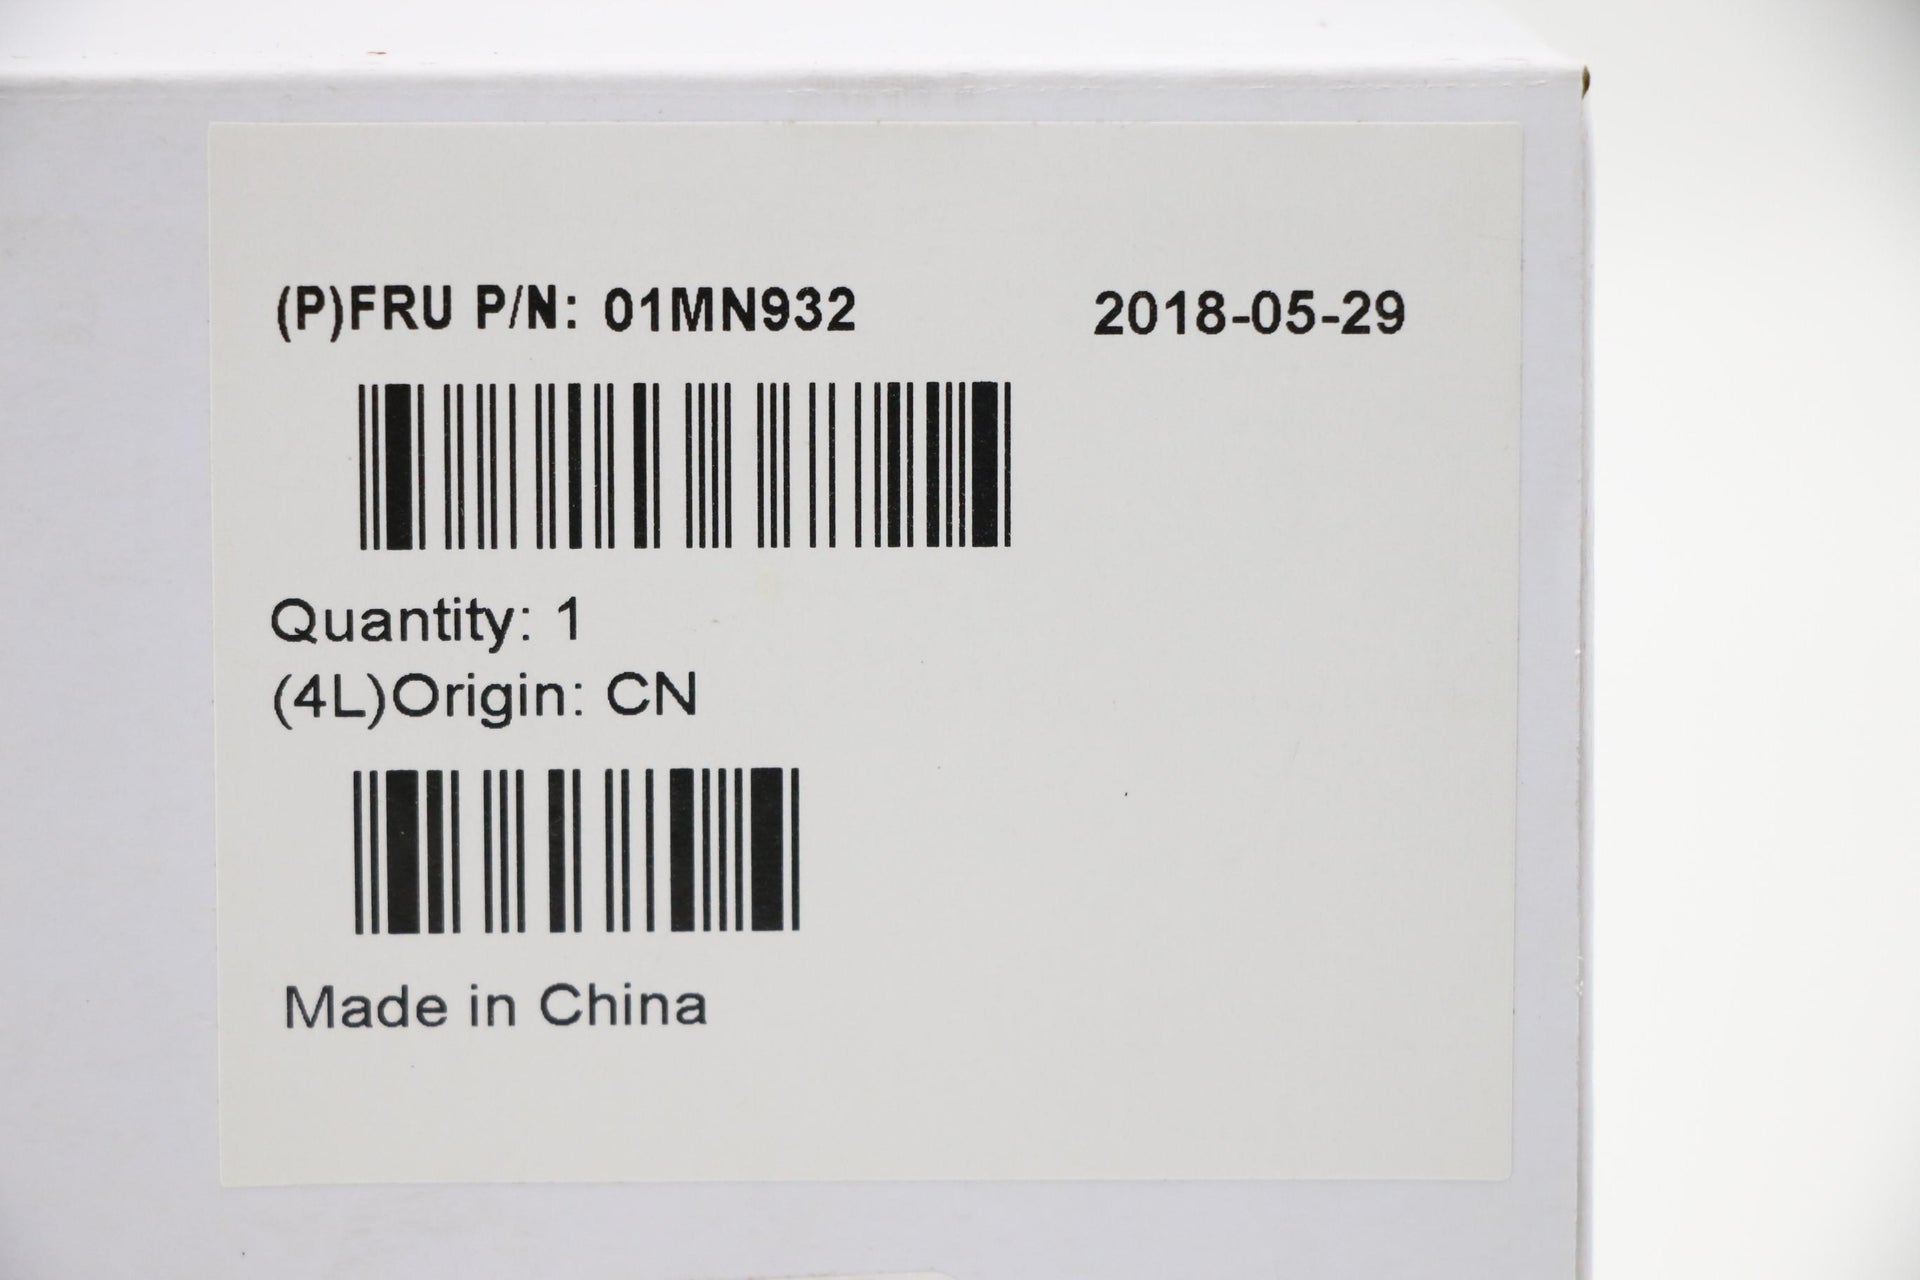 (P)FRU P/N: 01MN932 2018-05-29
Quantity: 1
(4L)Origin: CN
Made in China